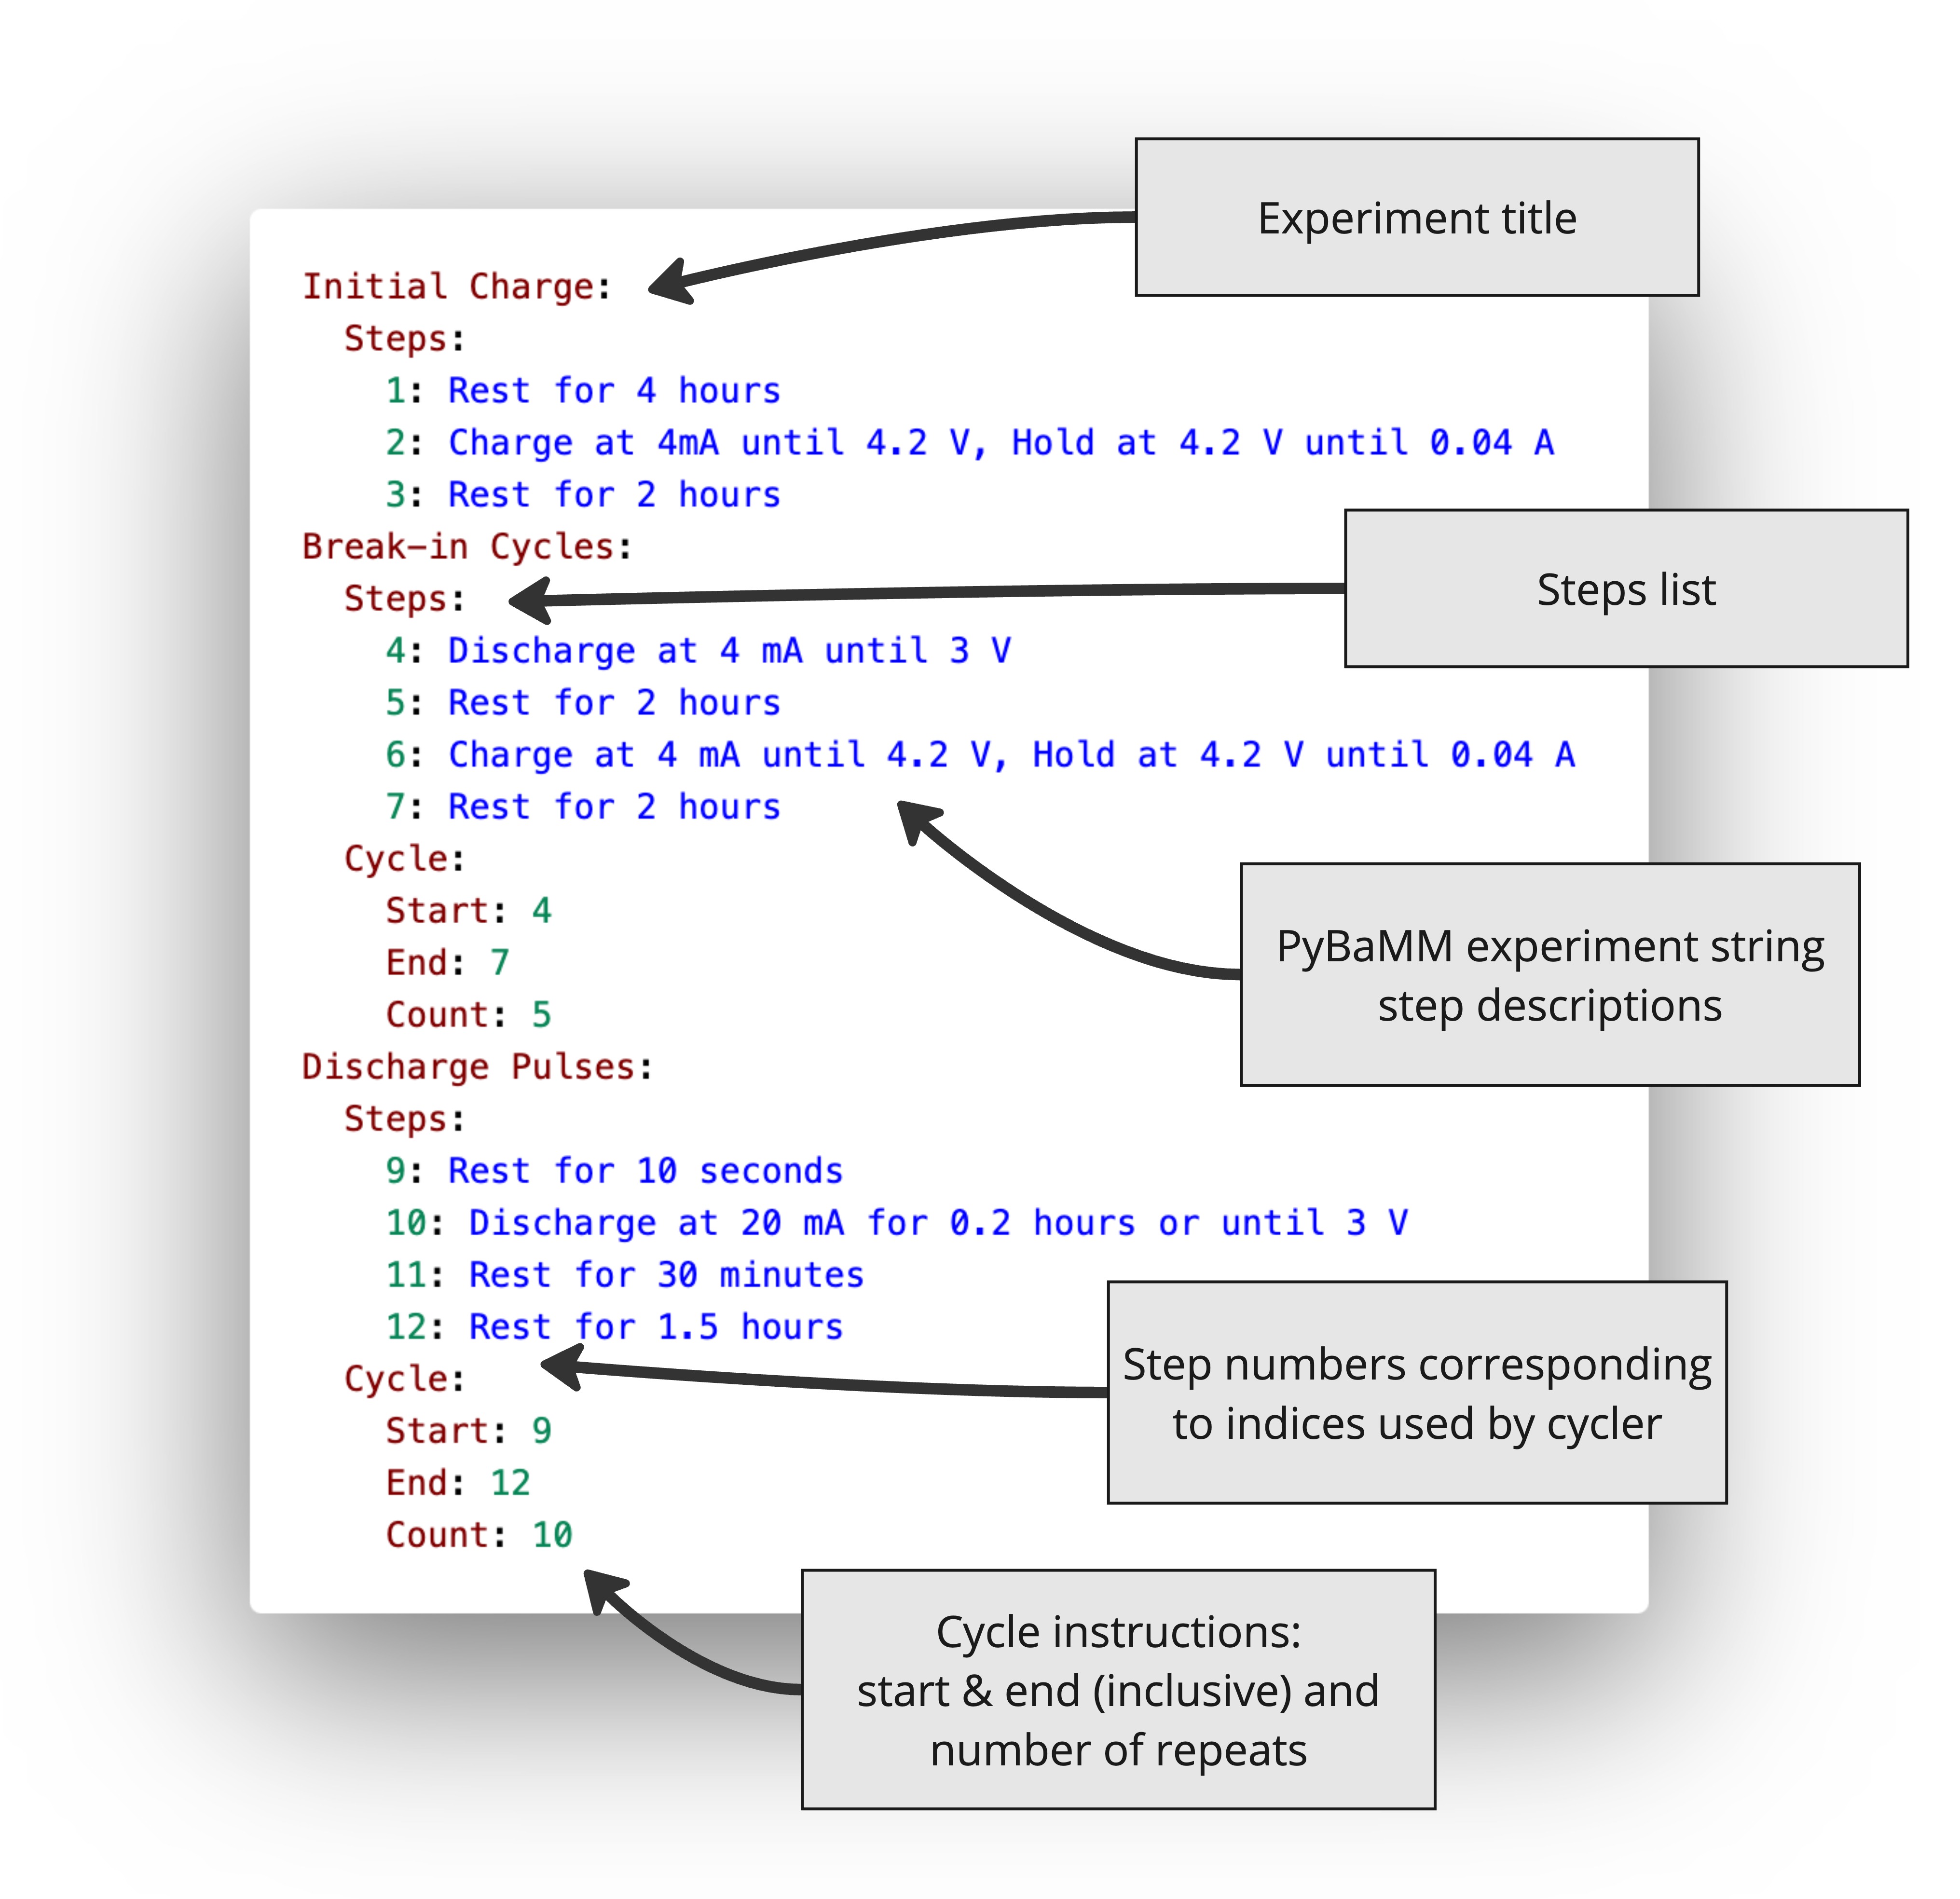 Experiment title
Initial Charge:
Steps:
1: Rest for 4 hours
2: Charge at 4mA until 4.2 V, Hold at 4.2 V until 0.04 A
3: Rest for 2 hours
Break-in Cycles:
Steps:
Steps list
4: Discharge at 4 mA until 3 V
5: Rest for 2 hours
6: Charge at 4 mA until 4.2 V, Hold at 4.2 V until 0.04 A
7: Rest for 2 hours
Cycle:
Start: 4
End: 7
Count: 5
PyBaMM experiment string
step descriptions
Discharge Pulses:
Steps:
9: Rest for 10 seconds
10: Discharge at 20 mA for 0.2 hours or until 3 V
11: Rest for 30 minutes
12: Rest for 1.5 hours
Step numbers corresponding
to indices used by cycler
Cycle:
Start: 9
End: 12
Count: 10
Cycle instructions:
start & end (inclusive) and
number of repeats